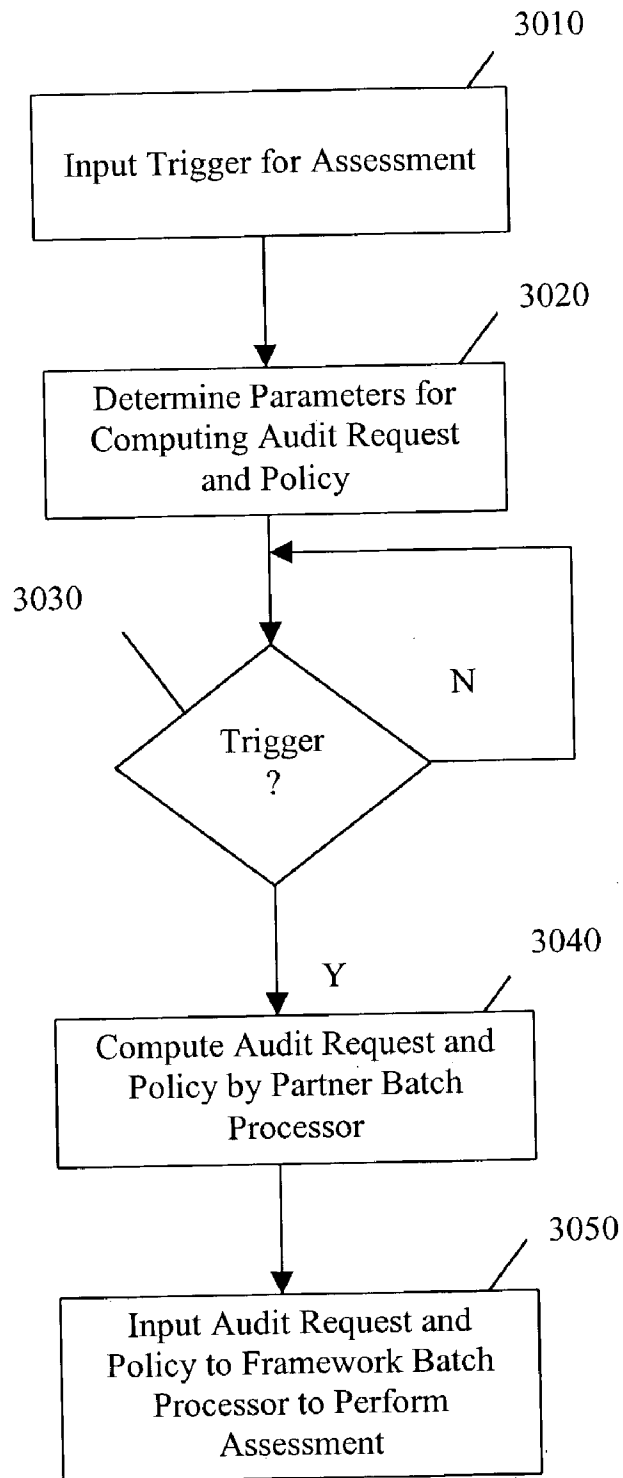 3010
Input Trigger for Assessment
3020
Determine Parameters for
Computing Audit Request
and Policy
3030
N
Trigger
?
Y
3040
Compute Audit Request and
Policy by Partner Batch
Processor
3050
Input Audit Request and
Policy to Framework Batch
Processor to Perform
Assessment